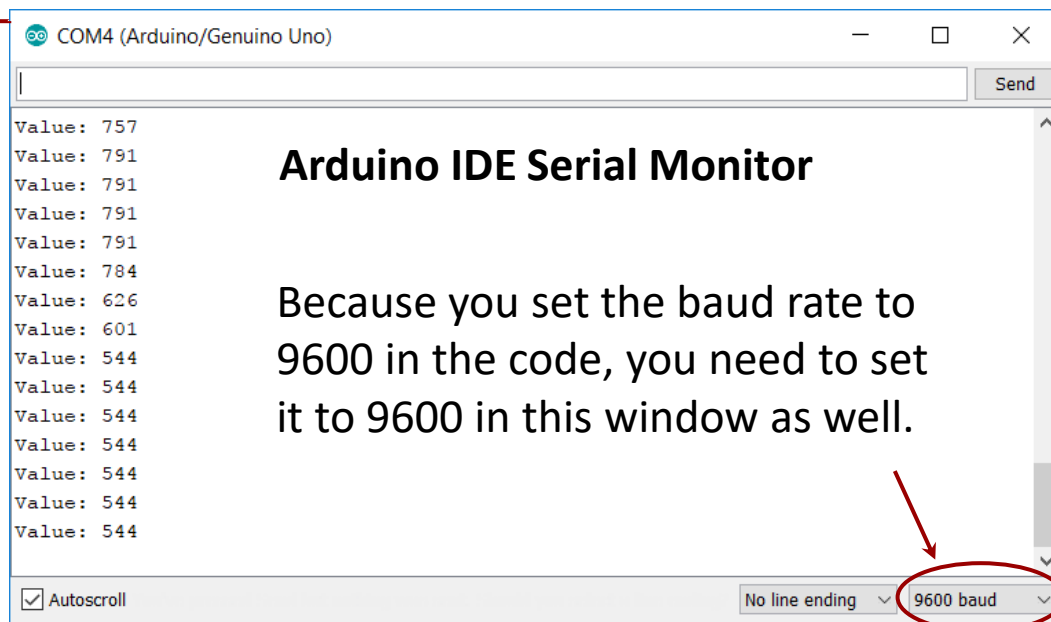 COM4 (Arduino/Genuino Uno)
Send
Value: 757
Value: 791
Value: 791
Value: 791
Value: 791
Value: 784
Value: 626
Value: 601
Value: 544
Value: 544
Value: 544
Value: 544
Value: 544
Value: 544
Value: 544
Arduino IDE Serial Monitor
Because you set the baud rate to
9600 in the code, you need to set
it to 9600 in this window as well.
Autoscroll
No line ending
9600 baud